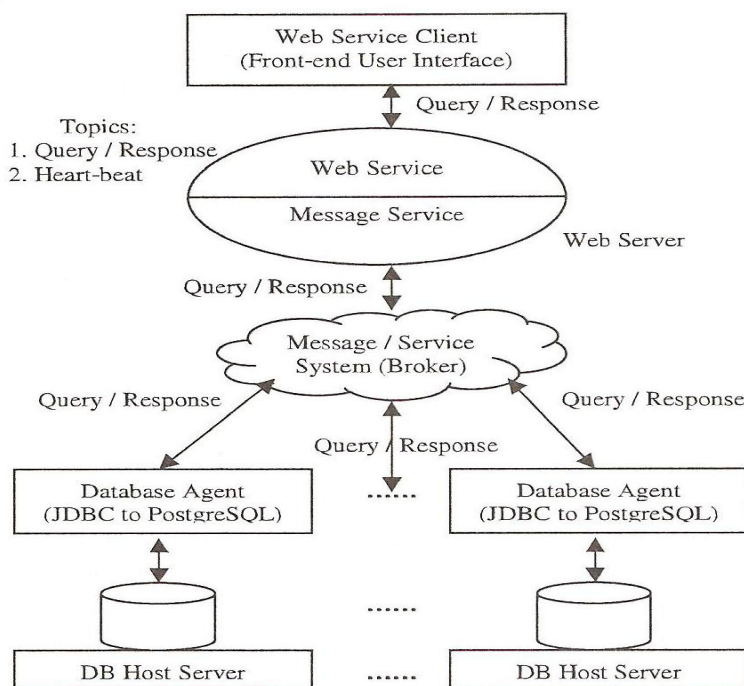 Web Service Client
(Front-end User Interface)
Query / Response
Topics:
1. Query / Response
2. Heart-beat
Web Service
Message Service
Web Server
Query / Response
Message / Service
System (Broker)
Query / Response
Query / Response
Query / Response
Database Agent
(JDBC to PostgreSQL)
......
Database Agent
(JDBC to PostgreSQL)
......
DB Host Server
......
DB Host Server